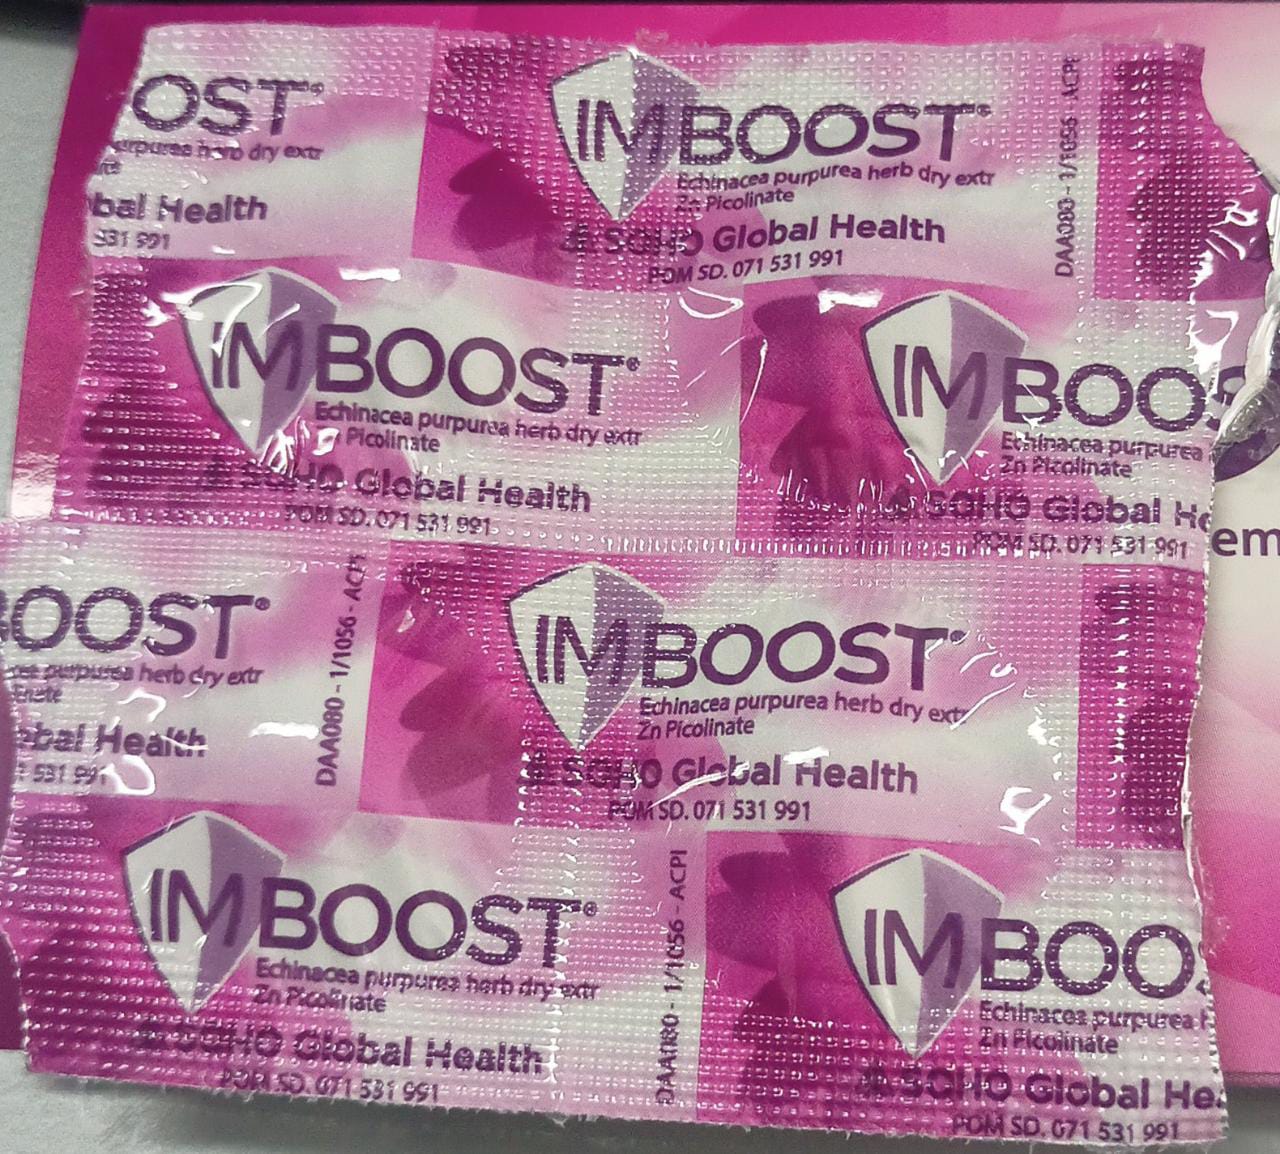 OST®
purpurea herb dry extr
bal Health
531 991
IMBOOST®
Echinacea purpurea herb dry extr
Zn Picolinate
SOHO Global Health
POM SD. 071 531 991
DAA080 - 1/1056 ACPI
IMBOOST®
Echinacea purpurea herb dry extr
Zn Picolinate
SOHO Global Health
POM SD. 071 531 991
IMBOOS
Echinacea purpurea
Zn Picolinate
SOHO Global He
POM SD. 071 531 991
em
BOOST®
purpurea herb dry extr
inate
bal Health
531 991
DAA080 - 1/1056 - ACPI
IMBOOST®
Echinacea purpurea herb dry extr
Zn Picolinate
SOHO Global Health
POM SD. 071 531 991
IMBOOST®
Echinacea purpurea herb dry extr
Zn Picolinate
SOHO Global Health
POM SD. 071 531 991
DAA080 - 1/1056 - ACPI
IMBOOS
Echinacea purpurea h
Zn Picolinate
SOHO Global He
POM SD. 071 531 991